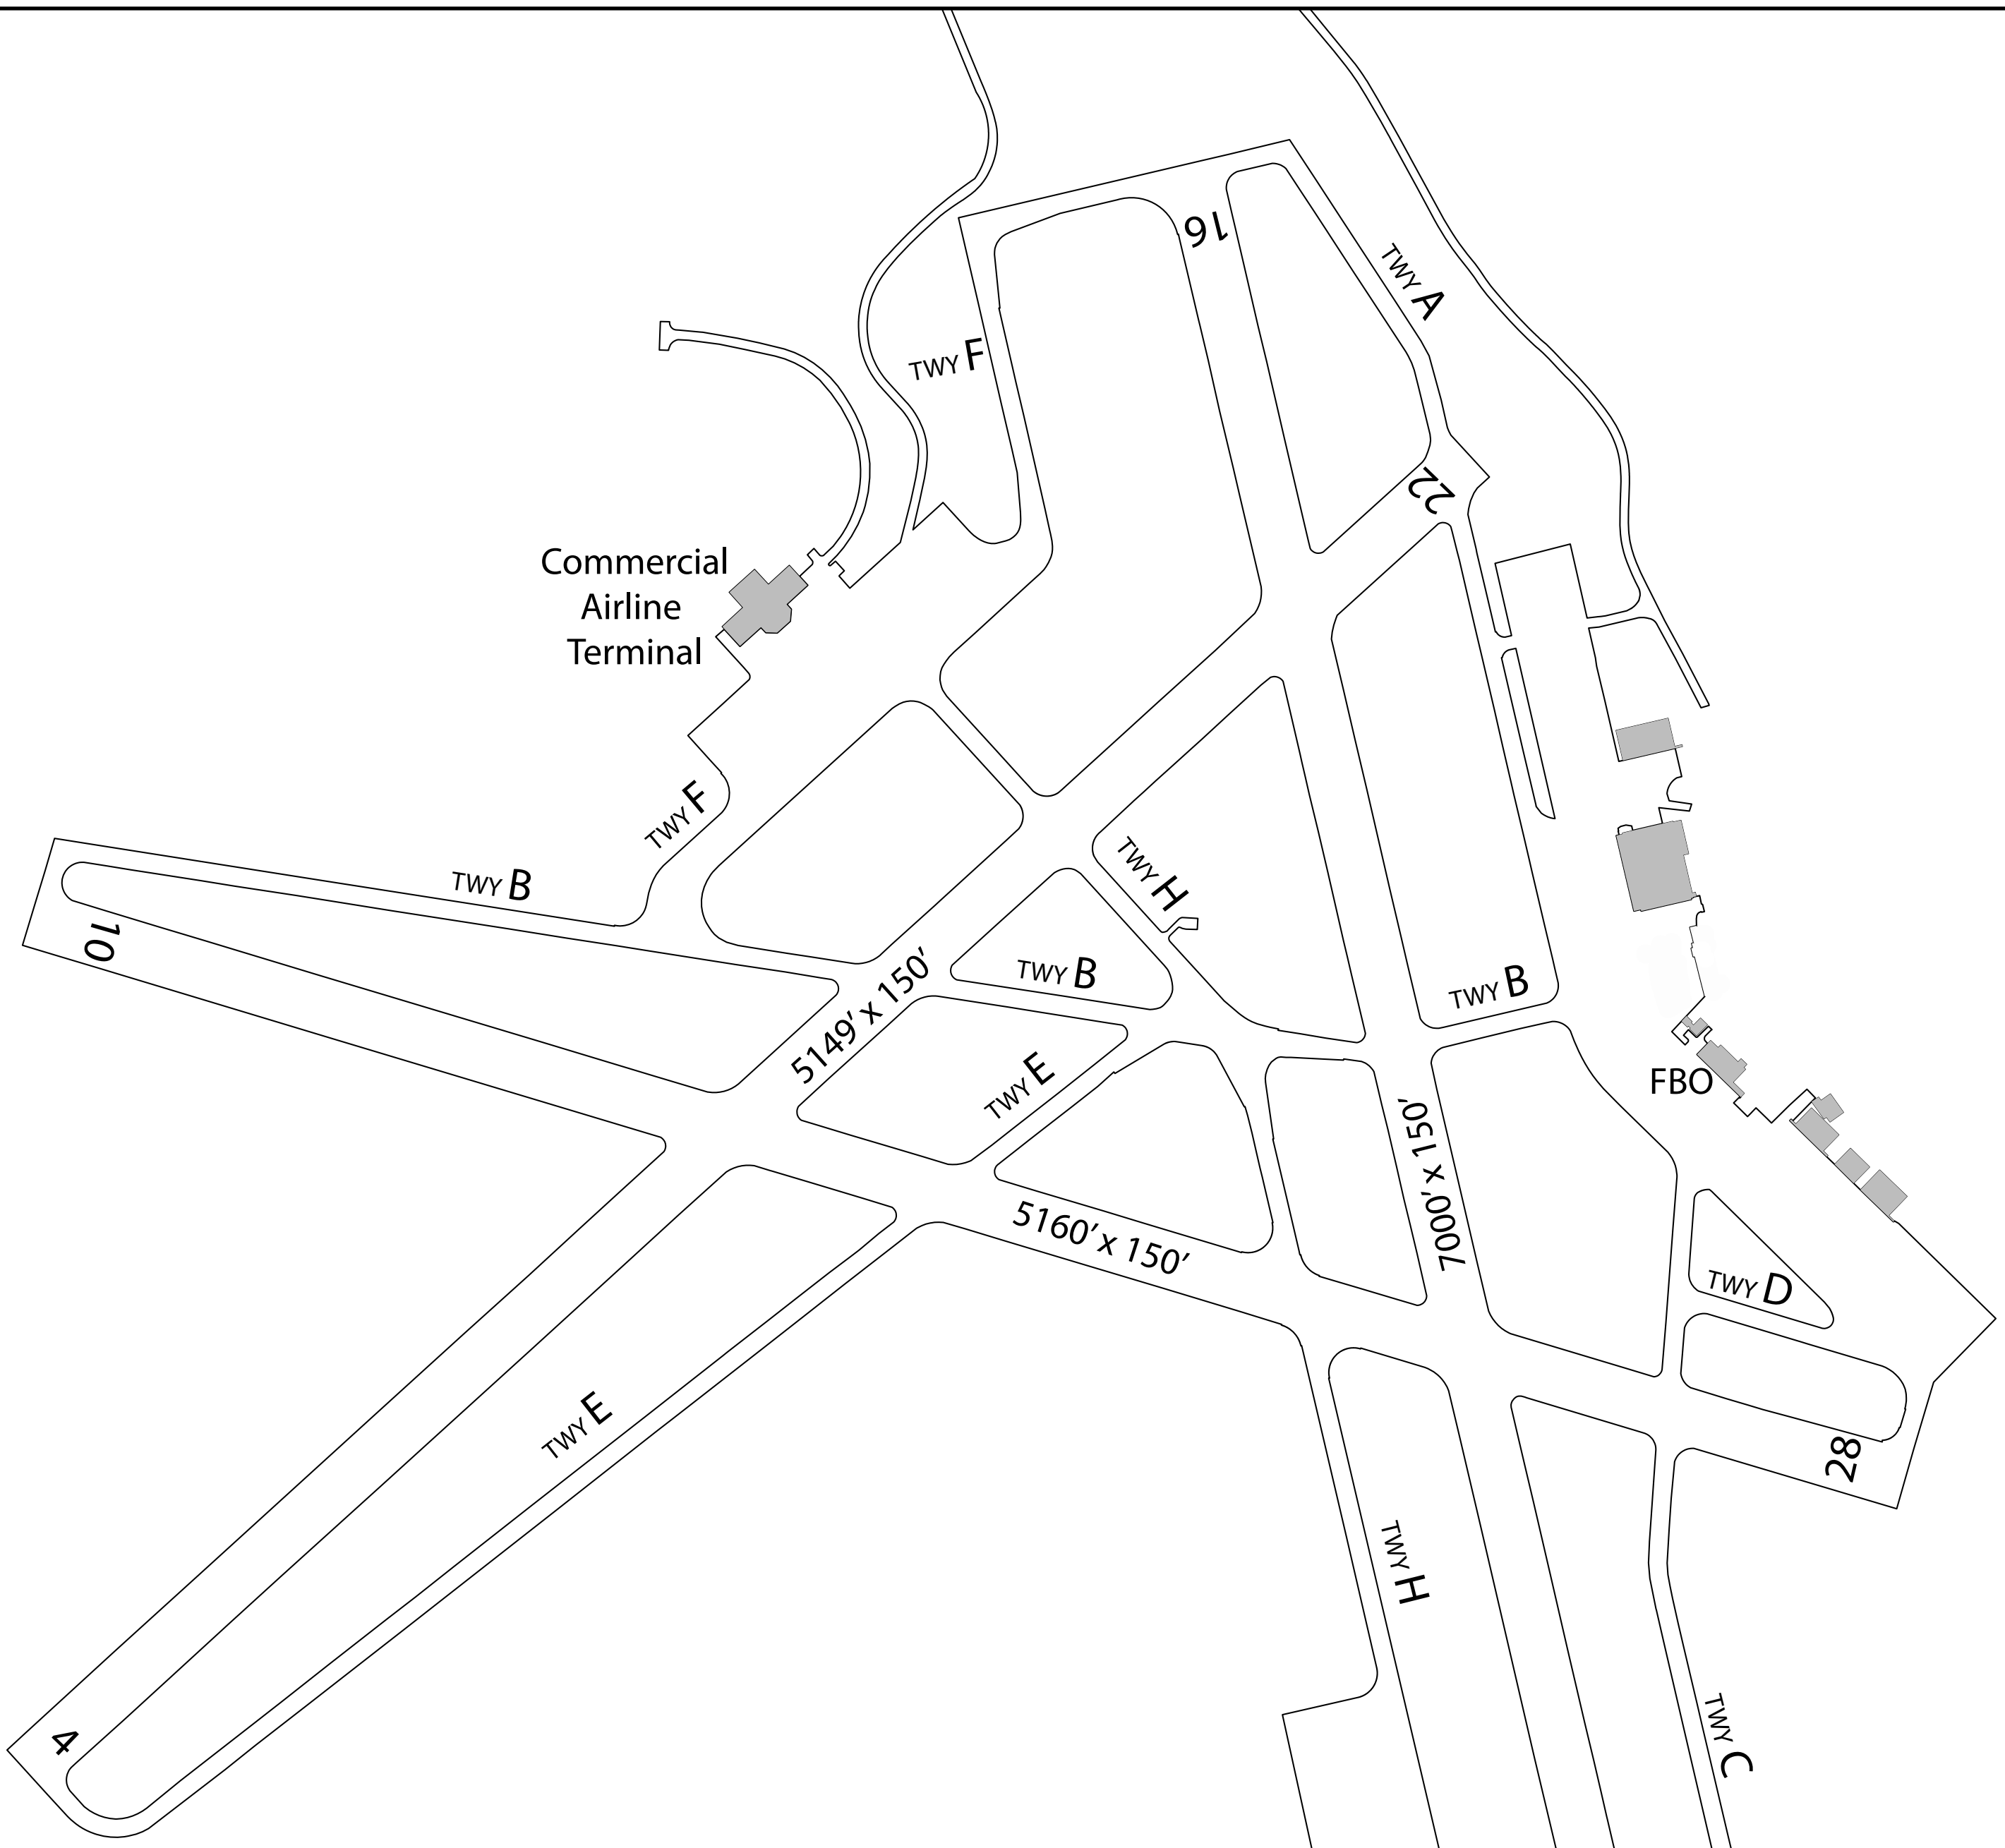 16
TWY A
TWY F
22
Commercial
Airline
Terminal
TWY F
TWY B
TWY H
10
TWY B
5149' x 150'
TWY B
TWY E
FBO
7000' x 150'
5160' x 150'
TWY D
TWY E
28
TWY H
4
TWY C